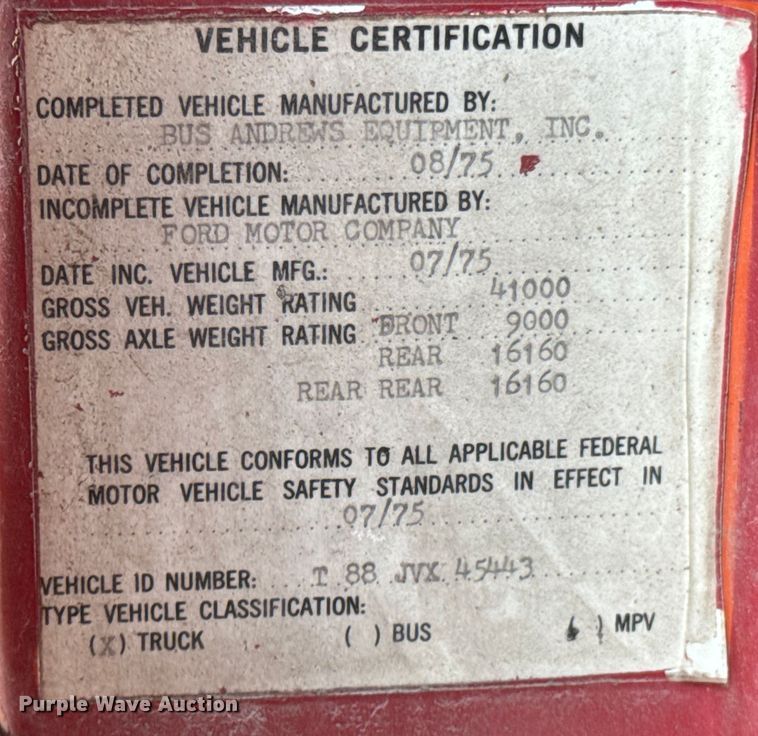 VEHICLE CERTIFICATION
COMPLETED VEHICLE MANUFACTURED BY:
BUS ANDREWS EQUIPMENT, INC.
DATE OF COMPLETION: 08/75
INCOMPLETE VEHICLE MANUFACTURED BY:
FORD MOTOR COMPANY
DATE INC. VEHICLE MFG.: 07/75
GROSS VEH. WEIGHT RATING 41000
GROSS AXLE WEIGHT RATING FRONT 9000
REAR 16160
REAR REAR 16160
THIS VEHICLE CONFORMS TO ALL APPLICABLE FEDERAL
MOTOR VEHICLE SAFETY STANDARDS IN EFFECT IN
07/75
VEHICLE ID NUMBER: T 88 JVX 45443
TYPE VEHICLE CLASSIFICATION:
(X) TRUCK ( ) BUS ( ) MPV
Purple Wave Auction